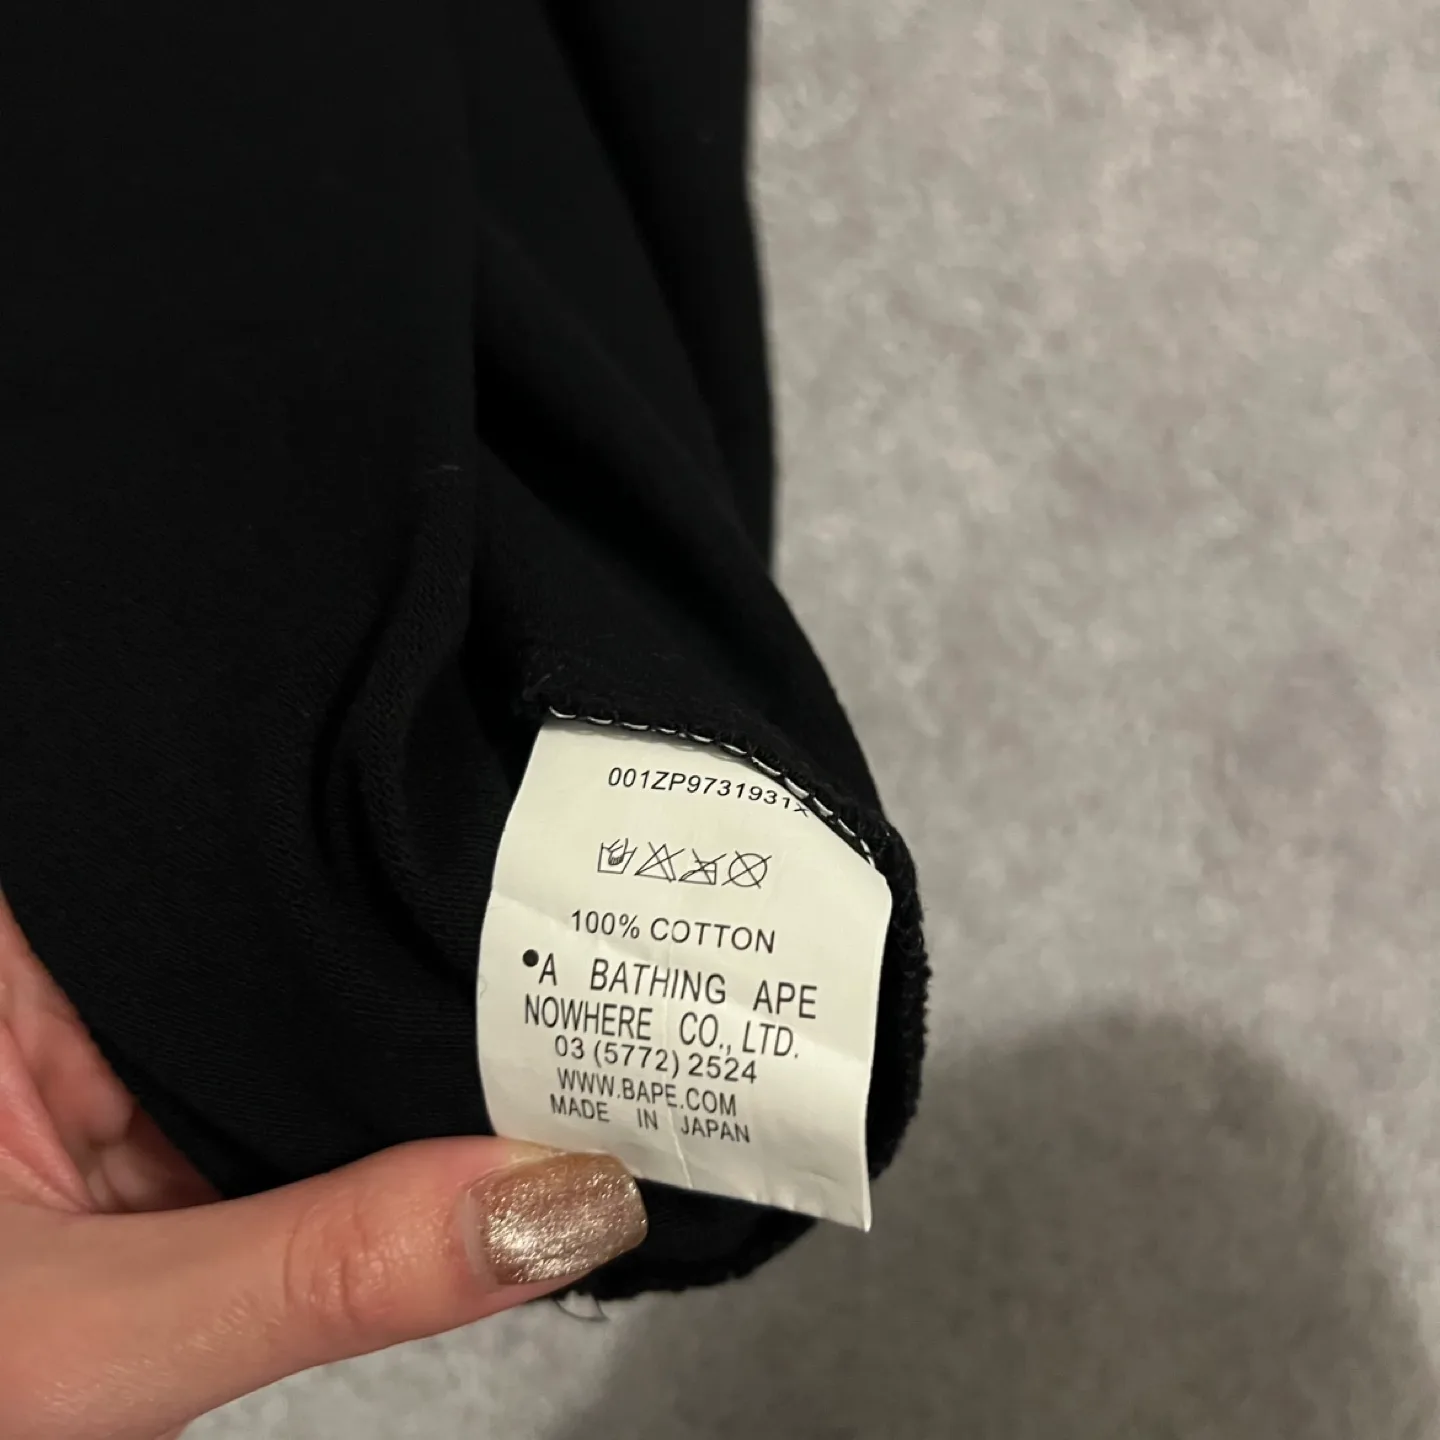 001ZP9731931X
100% COTTON
●A BATHING APE
NOWHERE CO., LTD.
03 (5772) 2524
WWW.BAPE.COM
MADE IN JAPAN